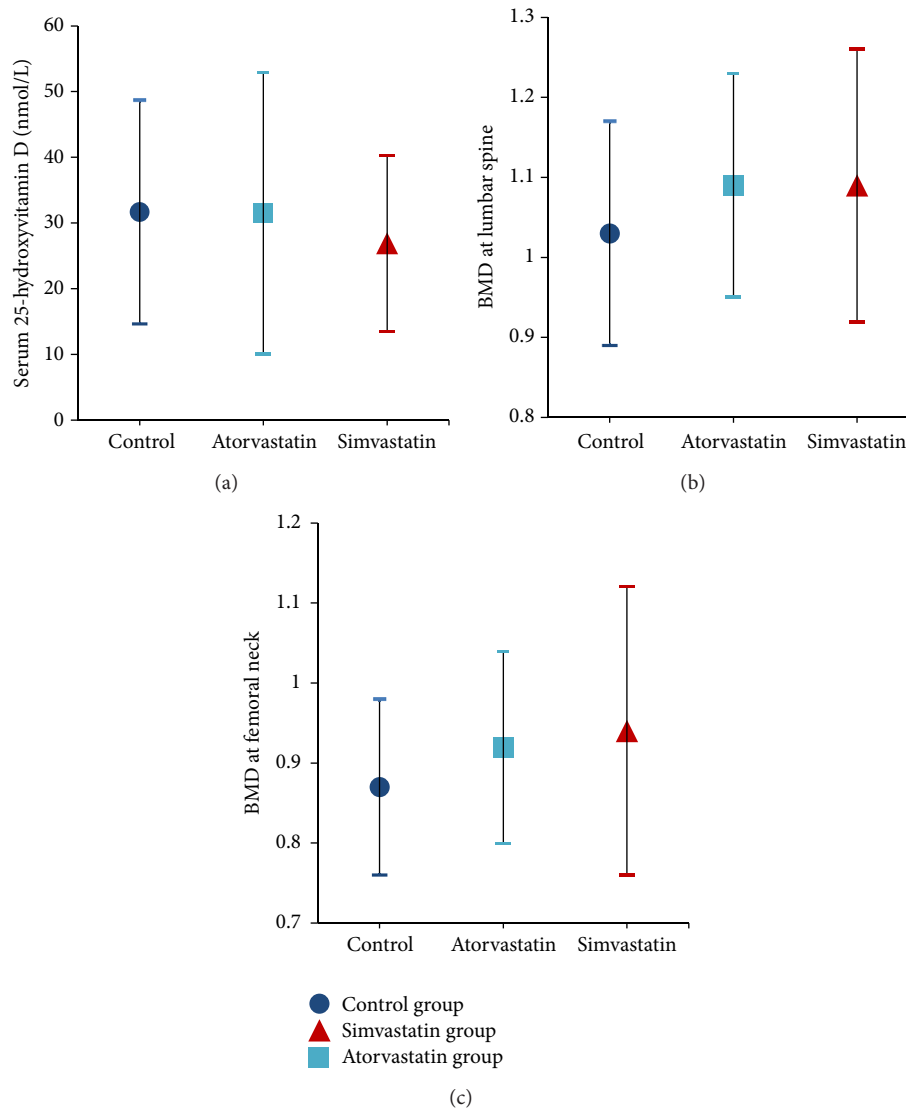 Serum 25-hydroxyvitamin D (nmol/L)
60
50
40
30
20
10
0
Control Atorvastatin Simvastatin
(a)
BMD at lumbar spine
1.3
1.2
1.1
1
0.9
0.8
Control Atorvastatin Simvastatin
(b)
BMD at femoral neck
1.2
1.1
1
0.9
0.8
0.7
Control Atorvastatin Simvastatin
Control group
Simvastatin group
Atorvastatin group
(c)